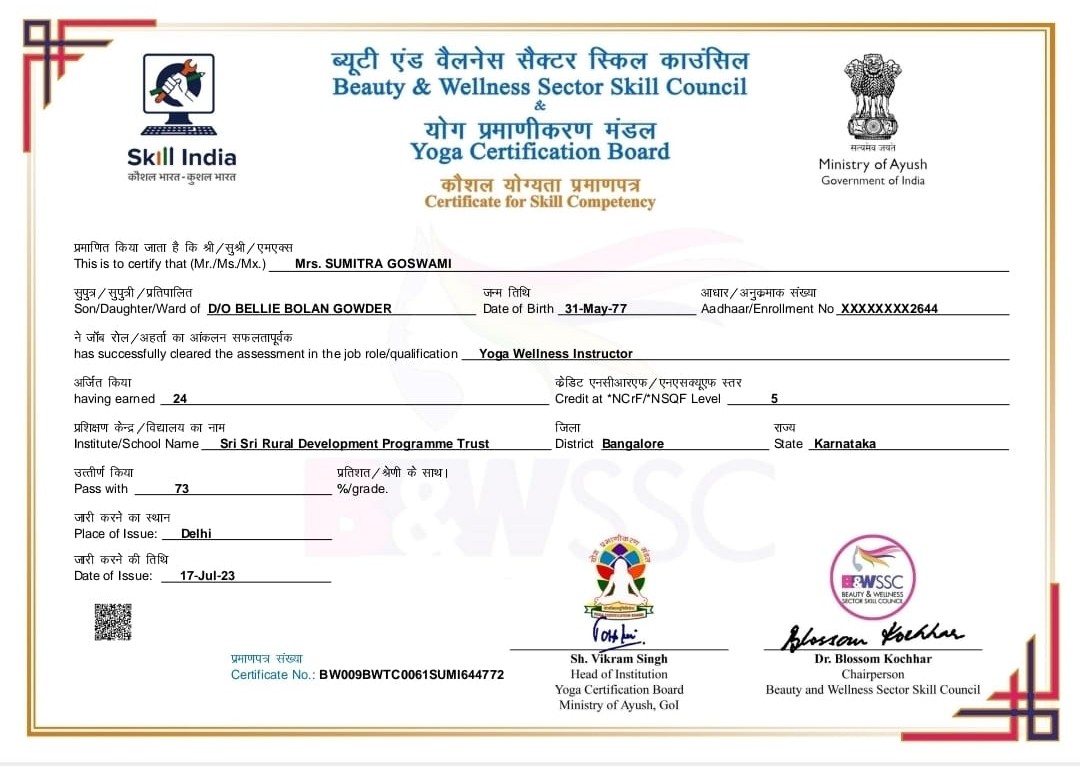 ब्यूटी एंड वैलनेस सैक्टर स्किल काउंसिल
Beauty & Wellness Sector Skill Council
&
योग प्रमाणीकरण मंडल
Yoga Certification Board
कौशल योग्यता प्रमाणपत्र
Certificate for Skill Competency
Skill India
कौशल भारत-कुशल भारत
सत्यमेव जयते
Ministry of Ayush
Government of India
प्रमाणित किया जाता है कि श्री/सुश्री/एमएक्स
This is to certify that (Mr./Ms./Mx.) Mrs. SUMITRA GOSWAMI
सुपुत्र/सुपुत्री/प्रतिपालित जन्म तिथि आधार/अनुक्रमाक संख्या
Son/Daughter/Ward of D/O BELLIE BOLAN GOWDER Date of Birth 31-May-77 Aadhaar/Enrollment No XXXXXXXX2644
ने जॉब रोल/अहर्ता का आंकलन सफलतापूर्वक
has successfully cleared the assessment in the job role/qualification Yoga Wellness Instructor
अर्जित किया क्रेडिट एनसीआरएफ/एनएसक्यूएफ स्तर
having earned 24 Credit at *NCrF/*NSQF Level 5
प्रशिक्षण केन्द्र/विद्यालय का नाम जिला राज्य
Institute/School Name Sri Sri Rural Development Programme Trust District Bangalore State Karnataka
उत्तीर्ण किया प्रतिशत/श्रेणी के साथ।
Pass with 73 %/grade.
जारी करने का स्थान
Place of Issue: Delhi
जारी करने की तिथि
Date of Issue: 17-Jul-23
B&WSSC
योग प्रमाणीकरण मंडल
B&WSSC
BEAUTY & WELLNESS
SECTOR SKILL COUNCIL
Blossom Kochhar
प्रमाणपत्र संख्या
Certificate No.: BW009BWTC0061SUMI644772
Sh. Vikram Singh
Head of Institution
Yoga Certification Board
Ministry of Ayush, GoI
Dr. Blossom Kochhar
Chairperson
Beauty and Wellness Sector Skill Council